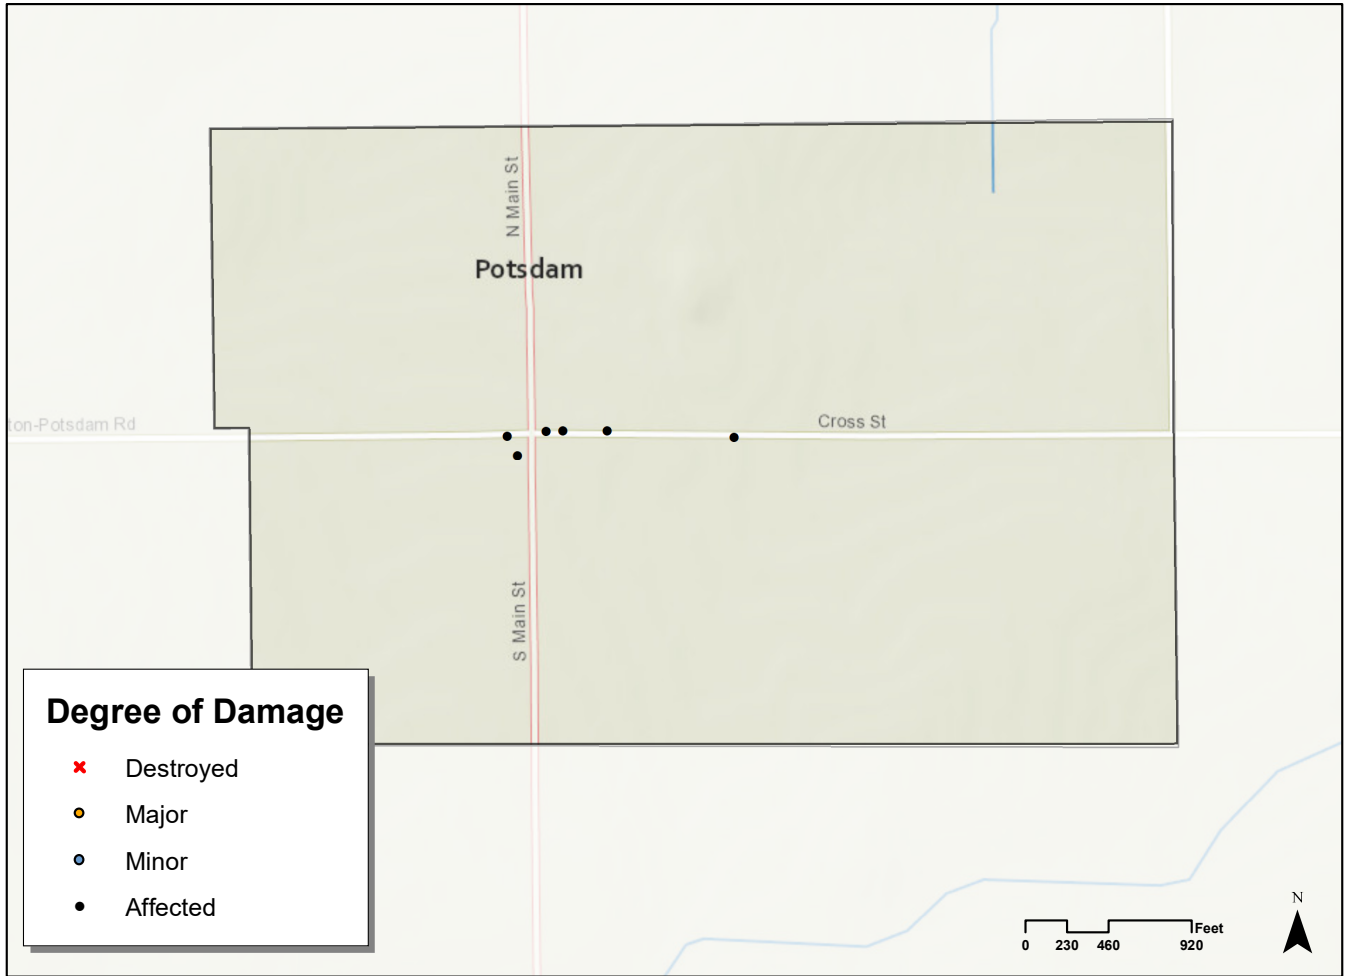 N Main St
Potsdam
ton-Potsdam Rd
Cross St
S Main St
Degree of Damage
Destroyed
Major
Minor
Affected
N
Feet
0 230 460 920